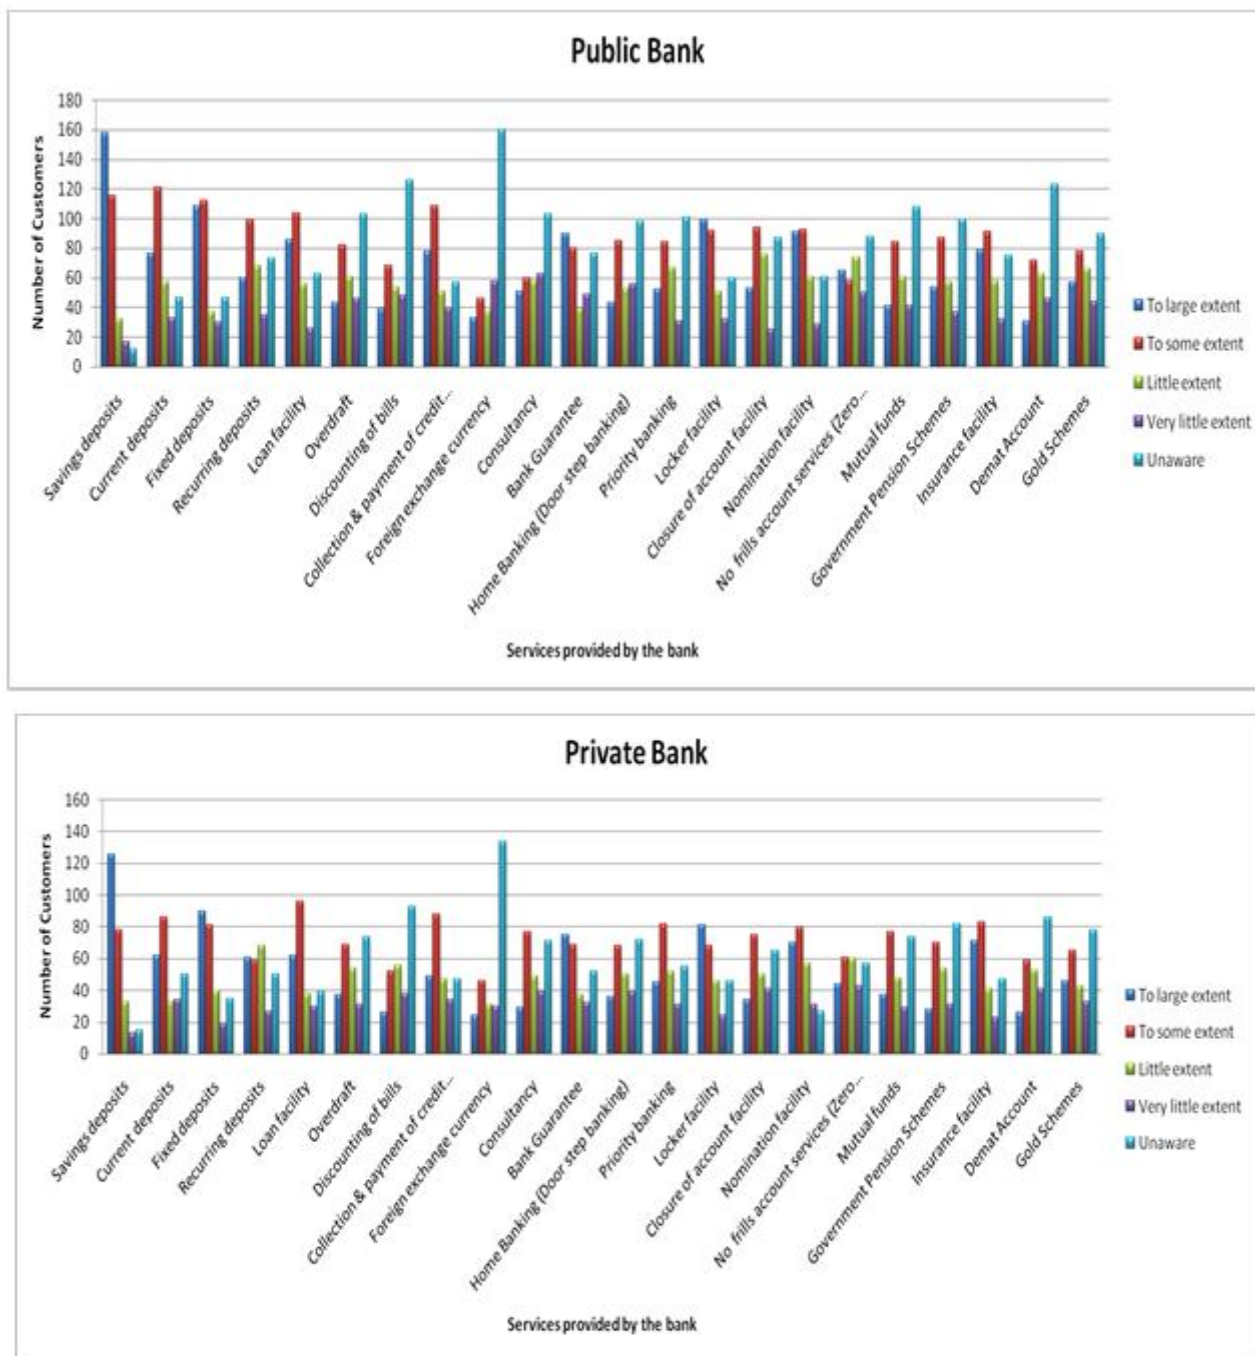 Public Bank
Number of Customers
180
160
140
120
100
80
60
40
20
0
Savings deposits
Current deposits
Fixed deposits
Recurring deposits
Loan facility
Overdraft
Discounting of bills
Collection & payment of credit...
Foreign exchange currency
Consultancy
Bank Guarantee
Home Banking (Door step banking)
Priority banking
Locker facility
Closure of account facility
Nomination facility
No frills account services (Zero...
Mutual funds
Government Pension Schemes
Insurance facility
Demat Account
Gold Schemes
To large extent
To some extent
Little extent
Very little extent
Unaware
Services provided by the bank
Private Bank
Number of Customers
160
140
120
100
80
60
40
20
0
Savings deposits
Current deposits
Fixed deposits
Recurring deposits
Loan facility
Overdraft
Discounting of bills
Collection & payment of credit...
Foreign exchange currency
Consultancy
Bank Guarantee
Home Banking (Door step banking)
Priority banking
Locker facility
Closure of account facility
Nomination facility
No frills account services (Zero...
Mutual funds
Government Pension Schemes
Insurance facility
Demat Account
Gold Schemes
To large extent
To some extent
Little extent
Very little extent
Unaware
Services provided by the bank